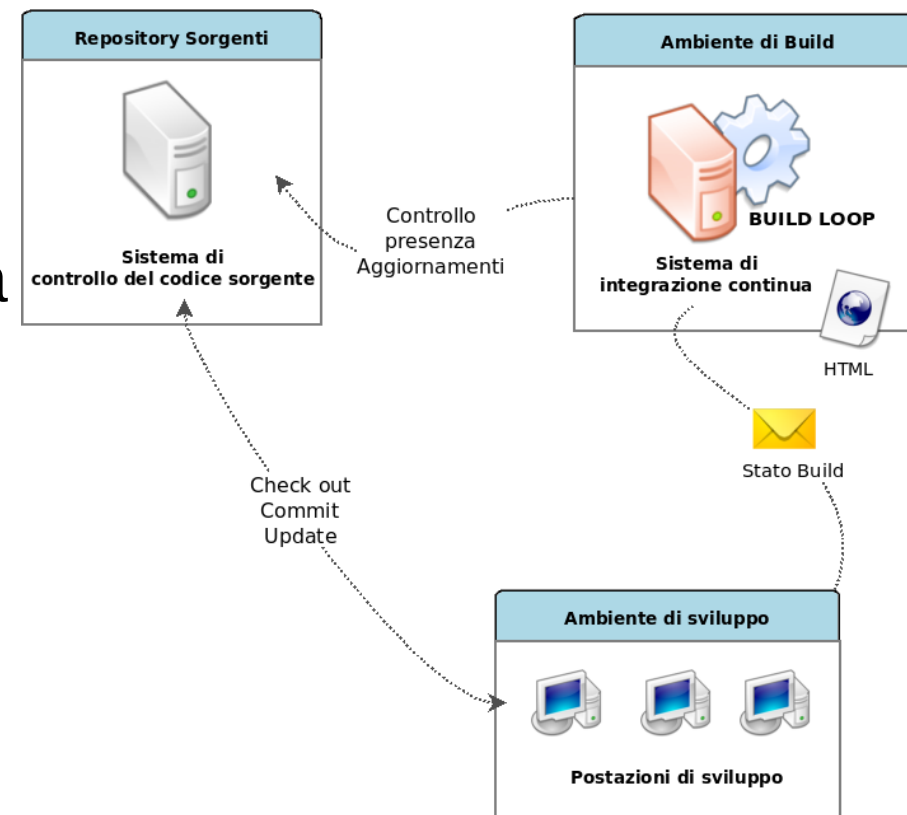 Repository Sorgenti
Sistema di
controllo del codice sorgente
a
Controllo
presenza
Aggiornamenti
Ambiente di Build
BUILD LOOP
Sistema di
integrazione continua
HTML
Stato Build
Check out
Commit
Update
Ambiente di sviluppo
Postazioni di sviluppo